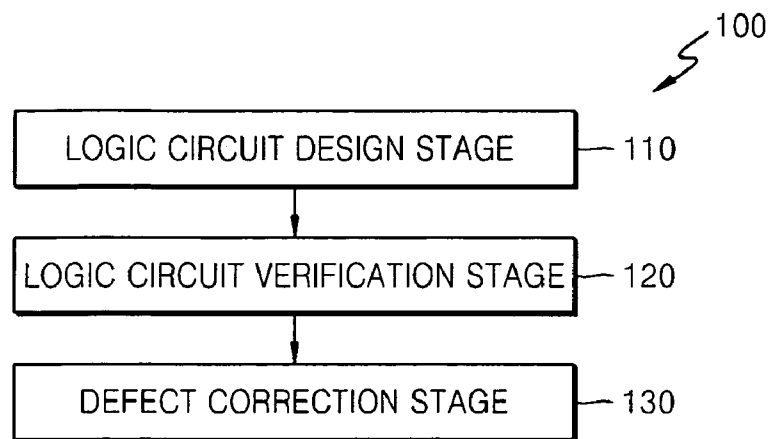 100
LOGIC CIRCUIT DESIGN STAGE 110
LOGIC CIRCUIT VERIFICATION STAGE 120
DEFECT CORRECTION STAGE 130